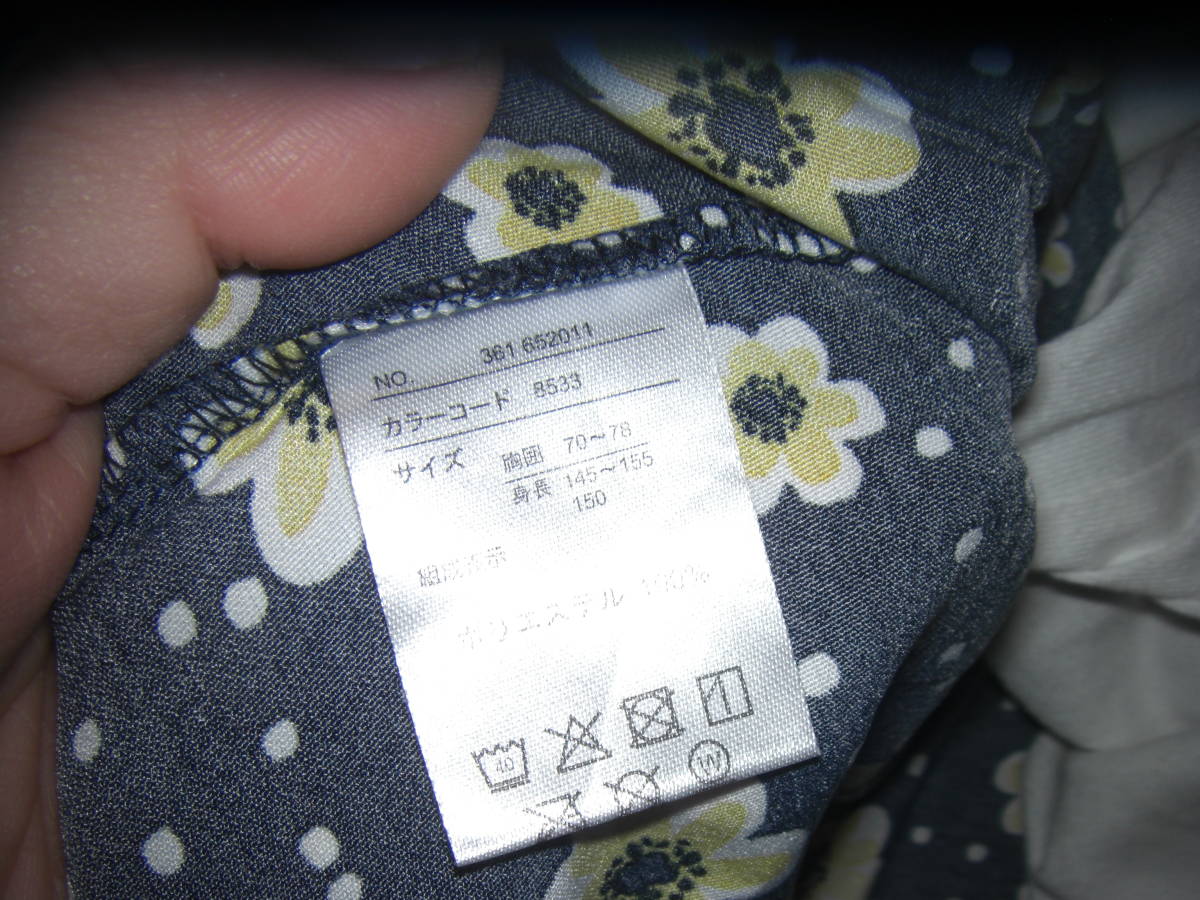 NO. 361 652011
カラーコード 8533
サイズ 胸囲 70～78
身長 145～155
150
組成表示
ポリエステル 100%
40
W